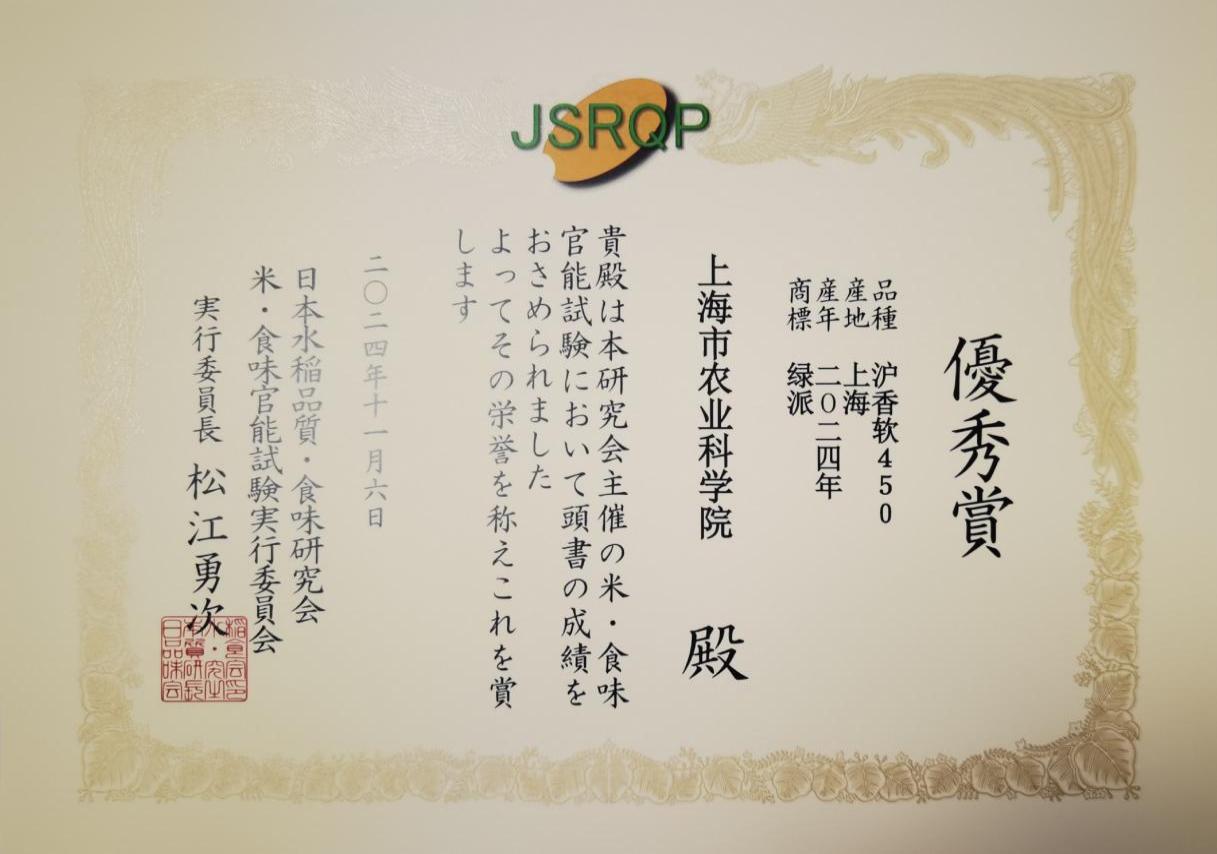 JSRQP
優秀賞
品種 沪香软450
産地 上海
産年 二〇二四年
商標 绿派
上海市农业科学院 殿
貴殿は本研究会主催の米・食味
官能試験において頭書の成績を
おさめられました
よってその栄誉を称えこれを賞
します
二〇二四年十一月六日
日本水稲品質・食味研究会
米・食味官能試験実行委員会
実行委員長 松江勇次